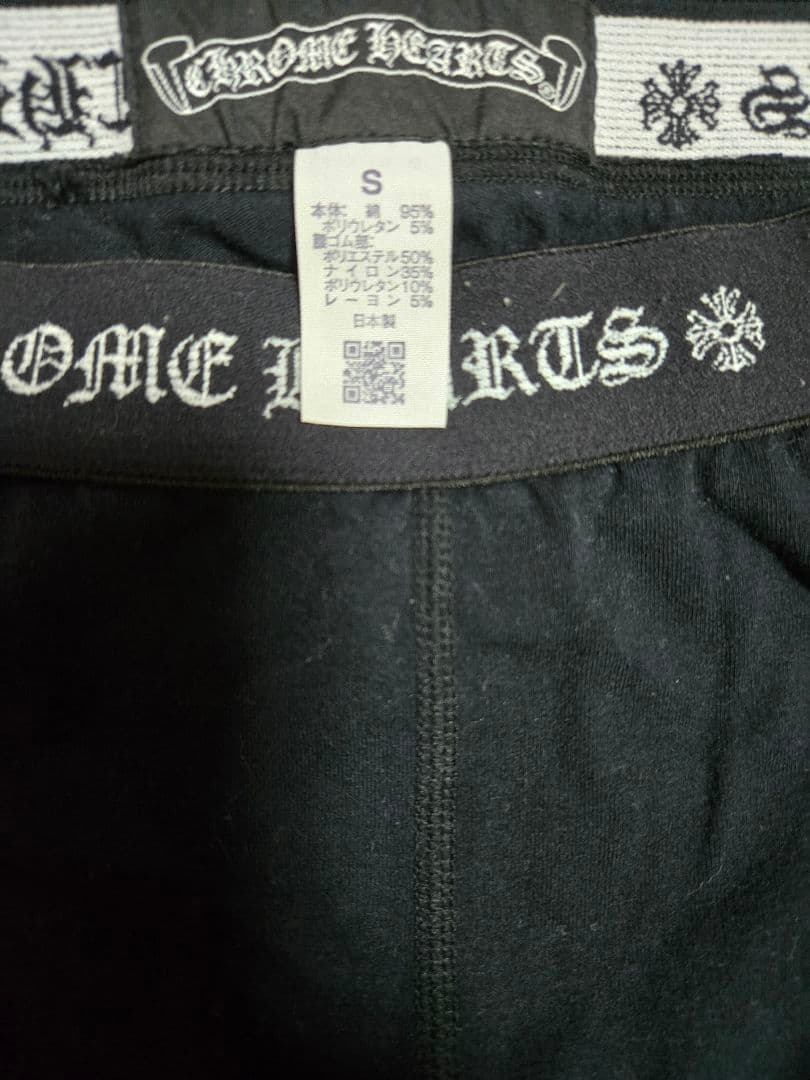 CHROME HEARTS
S
本体: 綿 95%
ポリウレタン 5%
腰ゴム部:
ポリエステル50%
ナイロン35%
ポリウレタン10%
レーヨン 5%
日本製
OME HEARTS